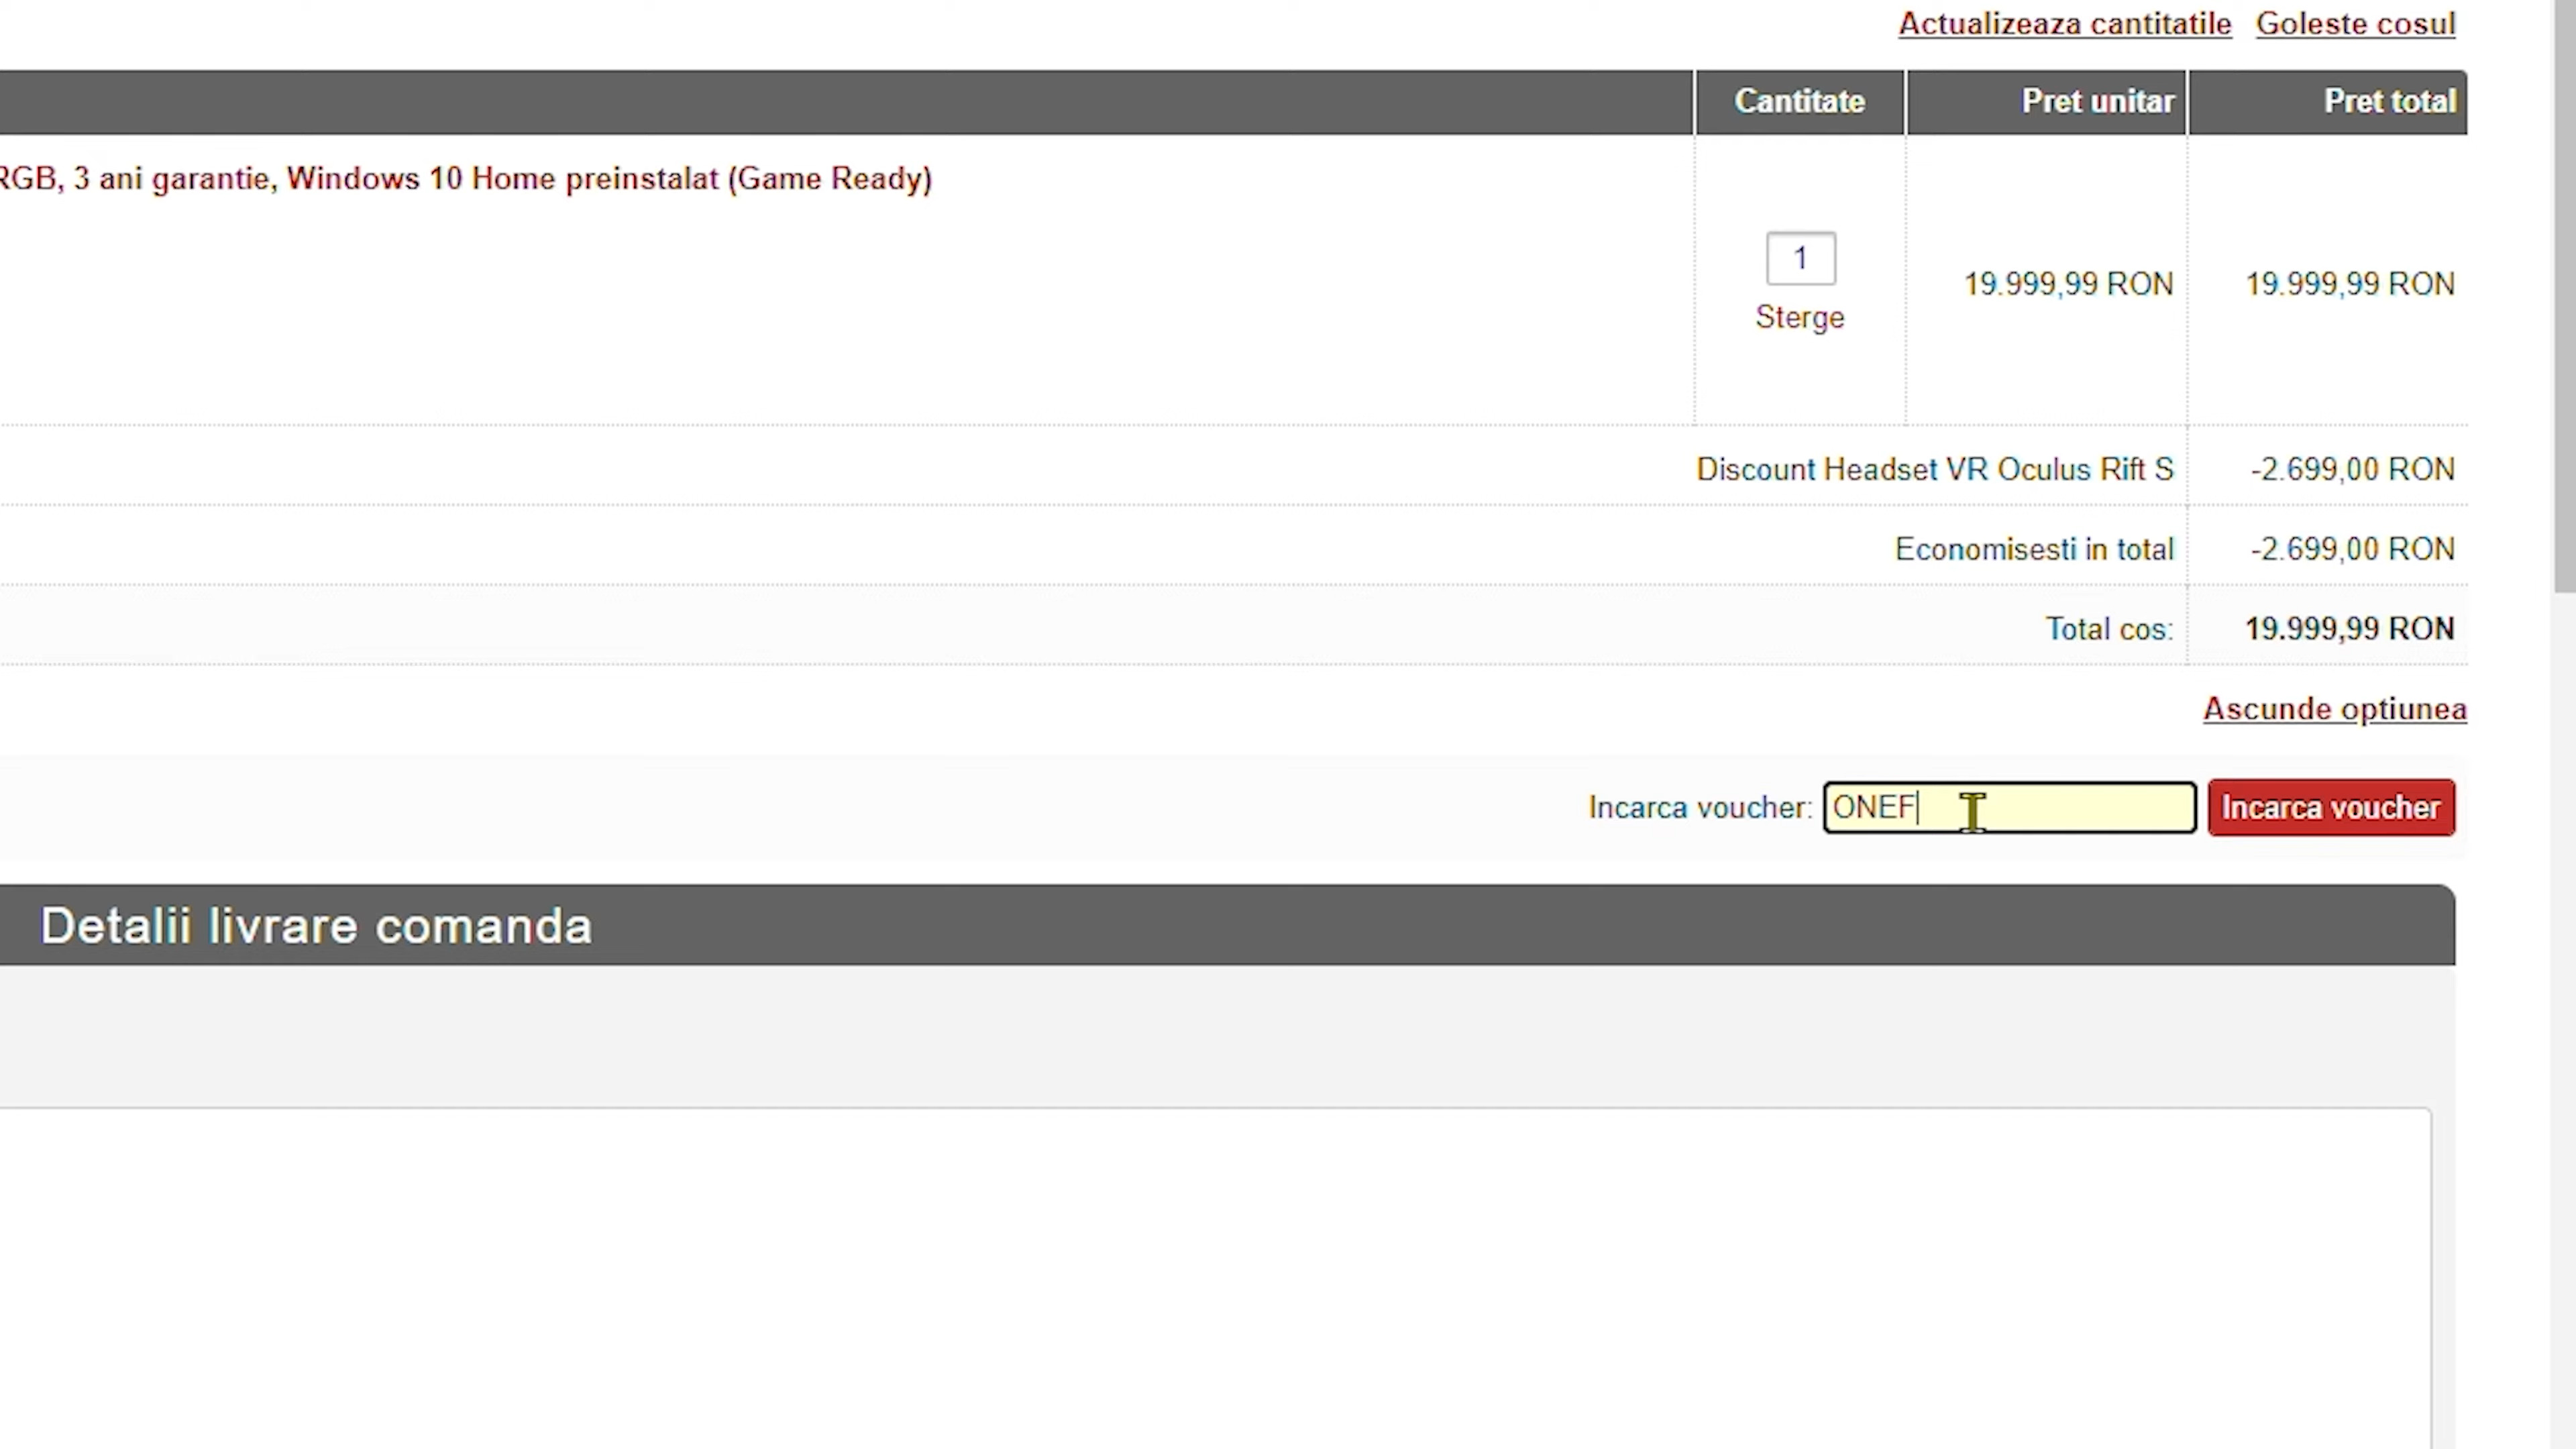 Actualizeaza cantitatile Goleste cosul
Cantitate Pret unitar Pret total
RGB, 3 ani garantie, Windows 10 Home preinstalat (Game Ready)
1
19.999,99 RON 19.999,99 RON
Sterge
Discount Headset VR Oculus Rift S -2.699,00 RON
Economisesti in total -2.699,00 RON
Total cos: 19.999,99 RON
Ascunde optiunea
Incarca voucher: ONEF Incarca voucher
Detalii livrare comanda